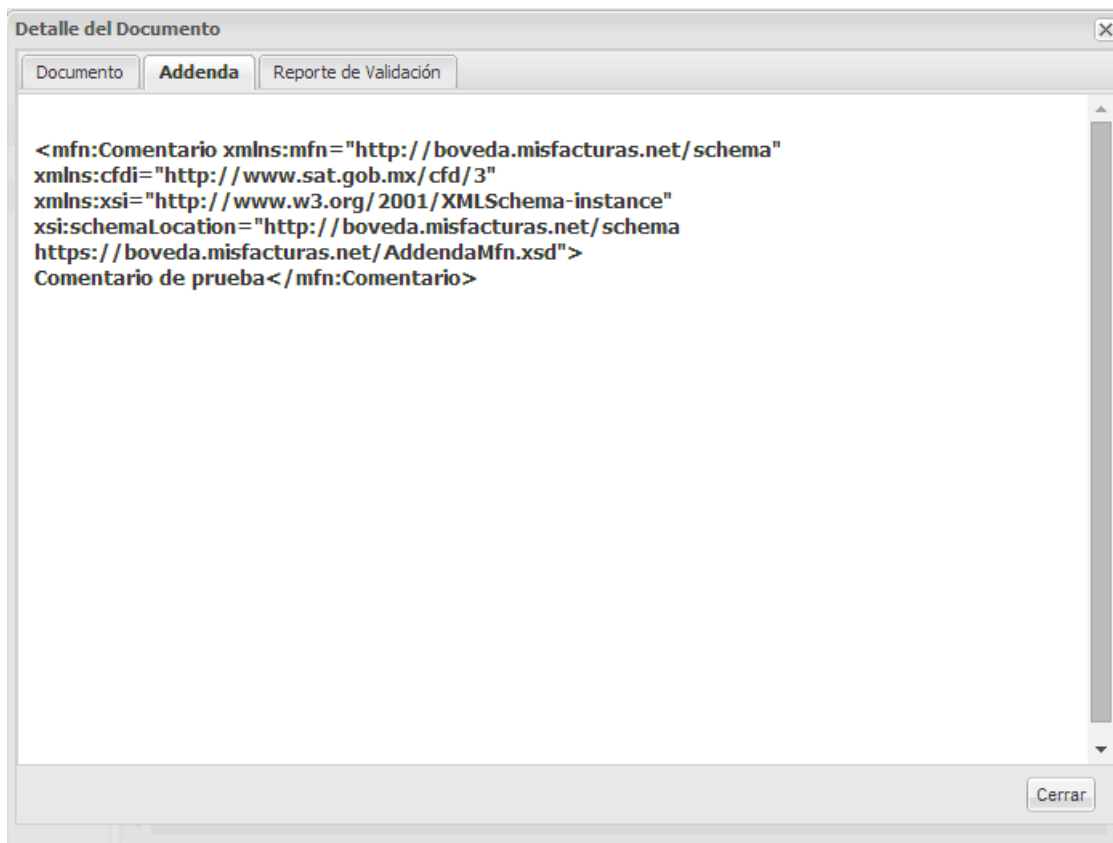 Detalle del Documento
Documento Addenda Reporte de Validación
<mfn:Comentario xmlns:mfn="http://boveda.misfacturas.net/schema"
xmlns:cfdi="http://www.sat.gob.mx/cfd/3"
xmlns:xsi="http://www.w3.org/2001/XMLSchema-instance"
xsi:schemaLocation="http://boveda.misfacturas.net/schema
https://boveda.misfacturas.net/AddendaMfn.xsd">
Comentario de prueba</mfn:Comentario>
Cerrar